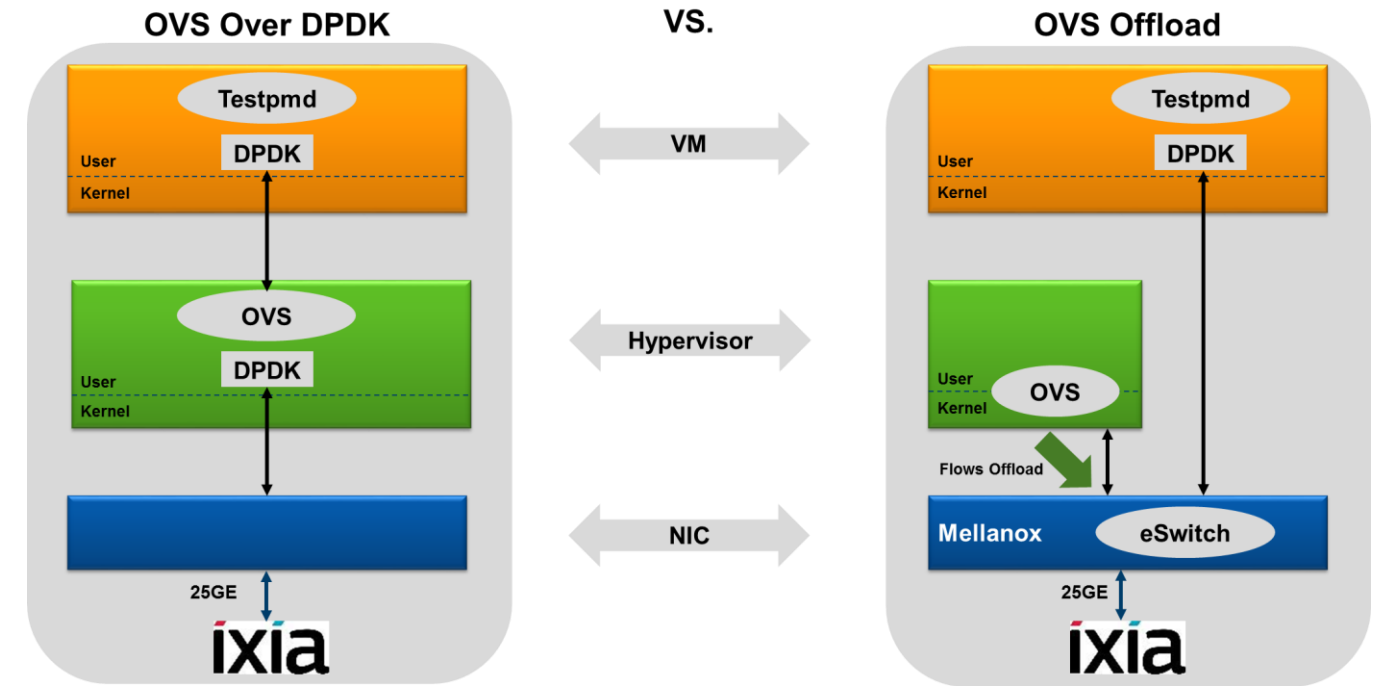 OVS Over DPDK
VS.
OVS Offload
Testpmd
DPDK
User
Kernel
VM
Testpmd
DPDK
User
Kernel
OVS
DPDK
User
Kernel
Hypervisor
User
OVS
Kernel
Flows Offload
NIC
Mellanox
eSwitch
25GE
ixia
25GE
ixia